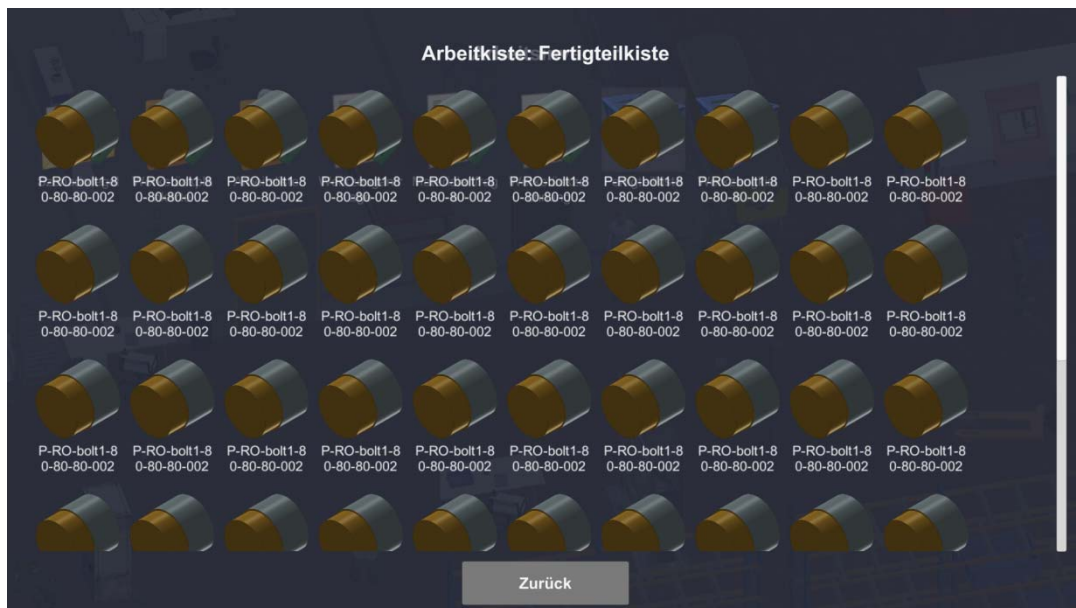 Arbeitkiste: Fertigteilkiste
P-RO-bolt1-8 P-RO-bolt1-8 P-RO-bolt1-8 P-RO-bolt1-8 P-RO-bolt1-8 P-RO-bolt1-8 P-RO-bolt1-8 P-RO-bolt1-8 P-RO-bolt1-8 P-RO-bolt1-8
0-80-80-002 0-80-80-002 0-80-80-002 0-80-80-002 0-80-80-002 0-80-80-002 0-80-80-002 0-80-80-002 0-80-80-002 0-80-80-002
P-RO-bolt1-8 P-RO-bolt1-8 P-RO-bolt1-8 P-RO-bolt1-8 P-RO-bolt1-8 P-RO-bolt1-8 P-RO-bolt1-8 P-RO-bolt1-8 P-RO-bolt1-8 P-RO-bolt1-8
0-80-80-002 0-80-80-002 0-80-80-002 0-80-80-002 0-80-80-002 0-80-80-002 0-80-80-002 0-80-80-002 0-80-80-002 0-80-80-002
P-RO-bolt1-8 P-RO-bolt1-8 P-RO-bolt1-8 P-RO-bolt1-8 P-RO-bolt1-8 P-RO-bolt1-8 P-RO-bolt1-8 P-RO-bolt1-8 P-RO-bolt1-8 P-RO-bolt1-8
0-80-80-002 0-80-80-002 0-80-80-002 0-80-80-002 0-80-80-002 0-80-80-002 0-80-80-002 0-80-80-002 0-80-80-002 0-80-80-002
Zurück